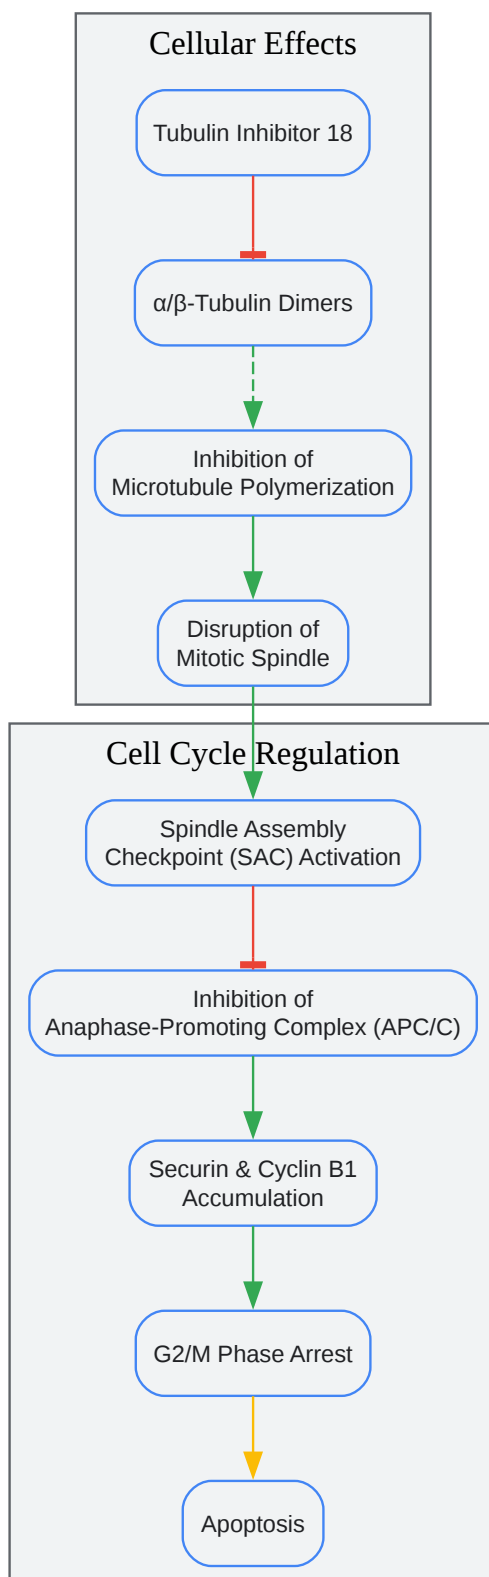 Cellular Effects
Tubulin Inhibitor 18
α/β-Tubulin Dimers
Inhibition of
Microtubule Polymerization
Disruption of
Mitotic Spindle
Cell Cycle Regulation
Spindle Assembly
Checkpoint (SAC) Activation
Inhibition of
Anaphase-Promoting Complex (APC/C)
Securin & Cyclin B1
Accumulation
G2/M Phase Arrest
Apoptosis